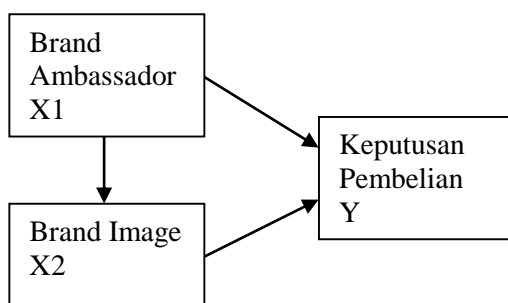 Brand
Ambassador
X1
Keputusan
Pembelian
Y
Brand Image
X2